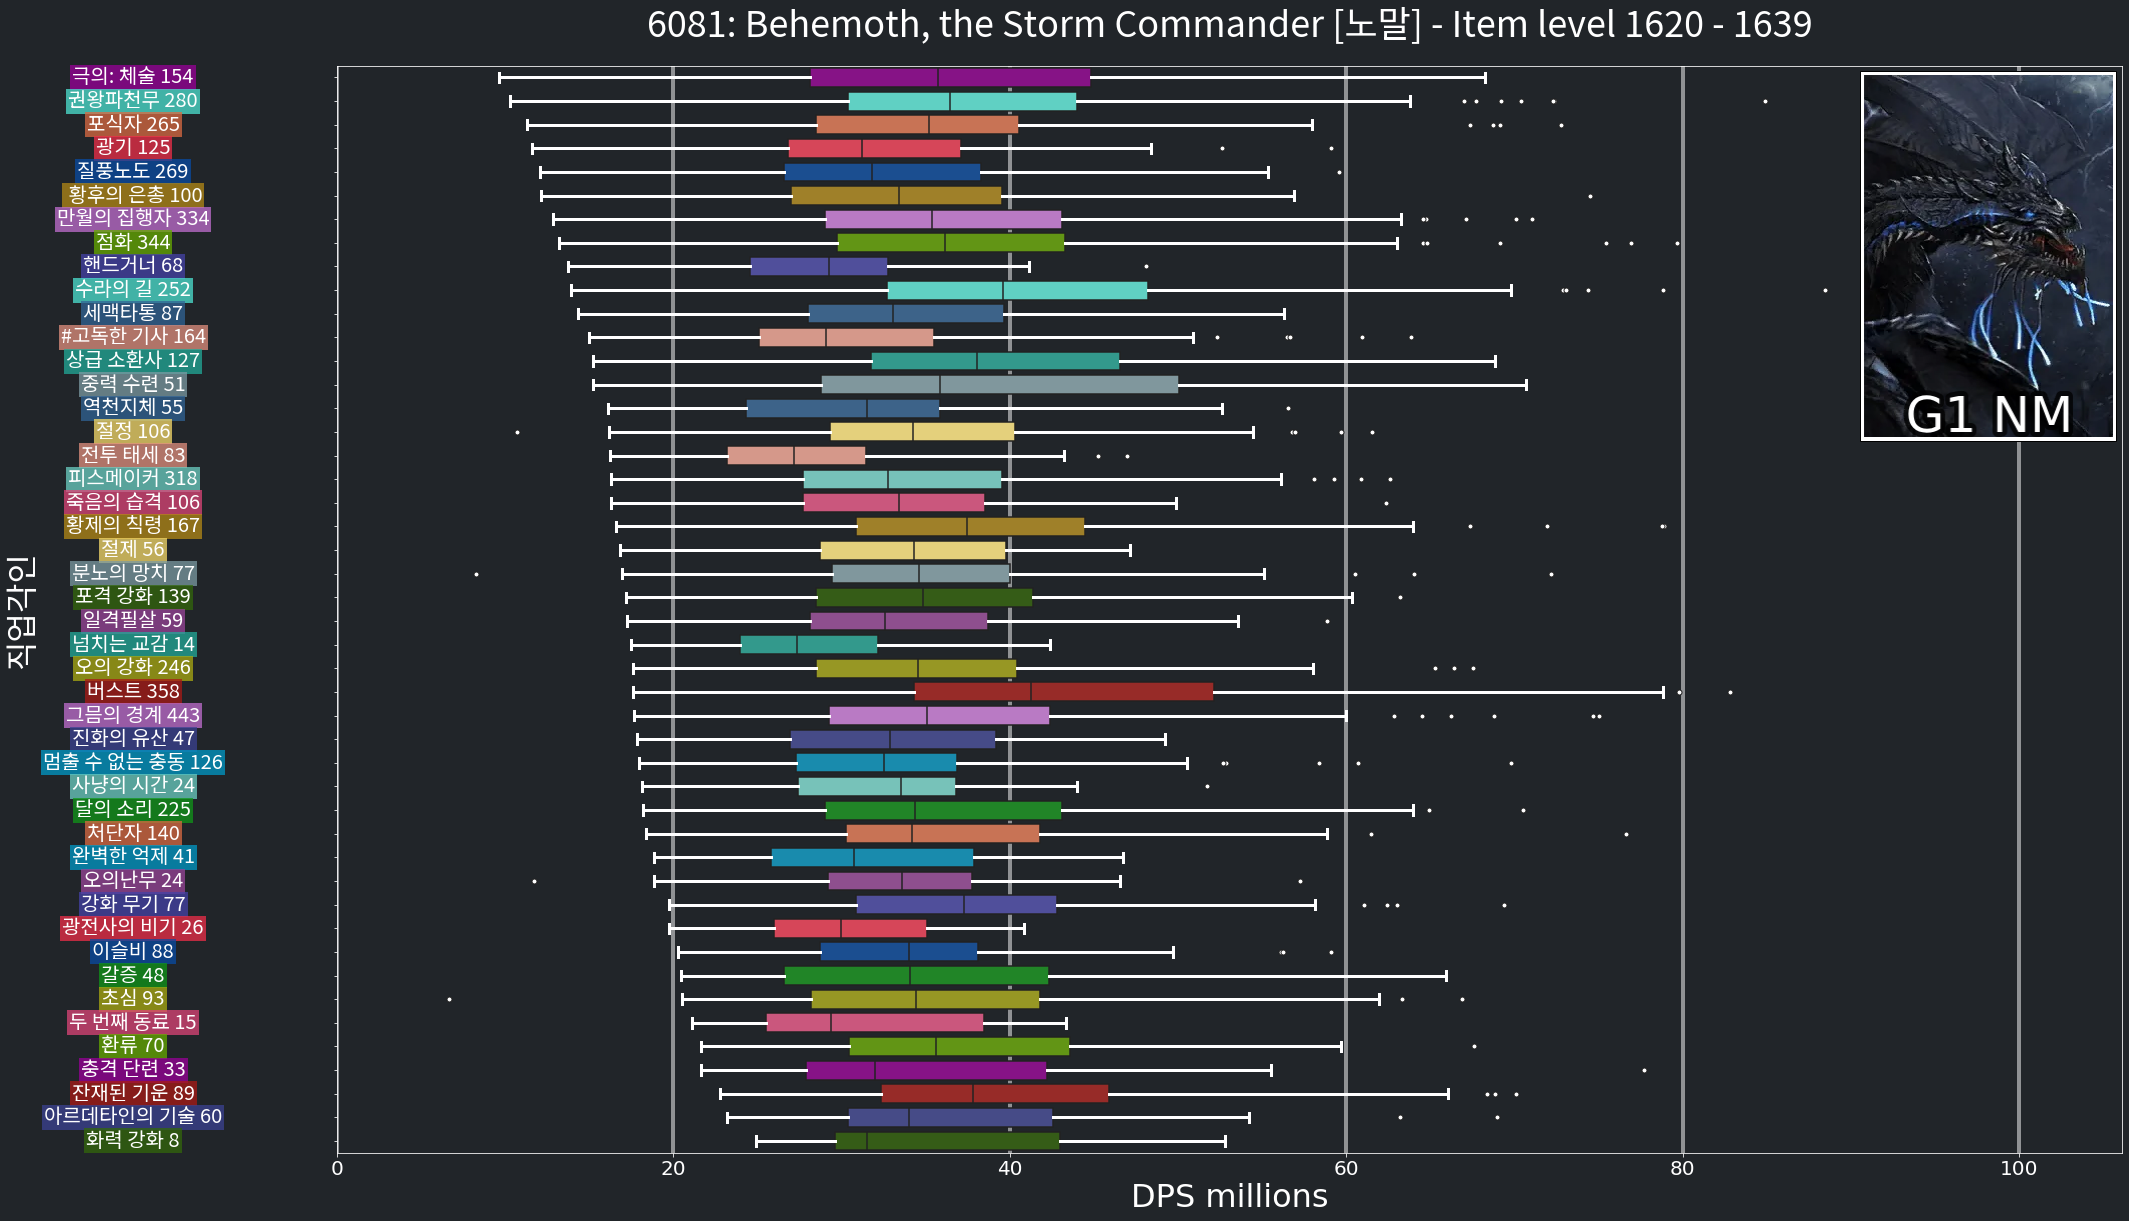 6081: Behemoth, the Storm Commander [노말] - Item level 1620 - 1639
직업각인
극의: 체술 154
권왕파천무 280
포식자 265
광기 125
질풍노도 269
황후의 은총 100
만월의 집행자 334
점화 344
핸드거너 68
수라의 길 252
세맥타통 87
#고독한 기사 164
상급 소환사 127
중력 수련 51
역천지체 55
절정 106
전투 태세 83
피스메이커 318
죽음의 습격 106
황제의 칙령 167
절제 56
분노의 망치 77
포격 강화 139
일격필살 59
넘치는 교감 14
오의 강화 246
버스트 358
그믐의 경계 443
진화의 유산 47
멈출 수 없는 충동 126
사냥의 시간 24
달의 소리 225
처단자 140
완벽한 억제 41
오의난무 24
강화 무기 77
광전사의 비기 26
이슬비 88
갈증 48
초심 93
두 번째 동료 15
환류 70
충격 단련 33
잔재된 기운 89
아르데타인의 기술 60
화력 강화 8
G1 NM
0 20 40 60 80 100
DPS millions